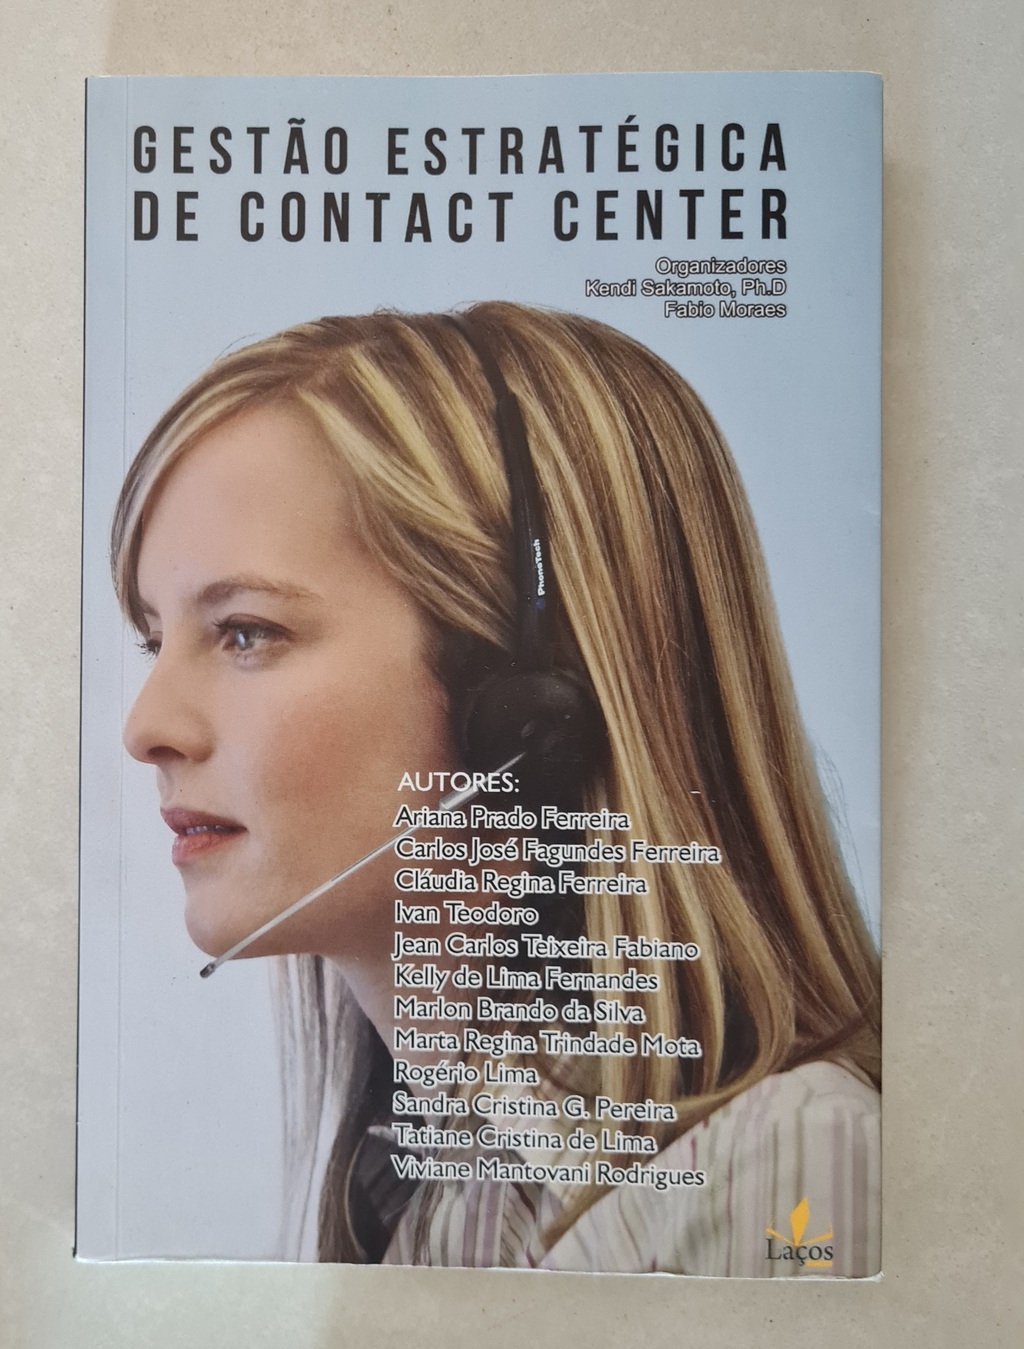 GESTÃO ESTRATÉGICA
DE CONTACT CENTER
Organizadores
Kendi Sakamoto, Ph.D
Fabio Moraes
PhoneTech
AUTORES:
Ariana Prado Ferreira
Carlos José Fagundes Ferreira
Cláudia Regina Ferreira
Ivan Teodoro
Jean Carlos Teixeira Fabiano
Kelly de Lima Fernandes
Marlon Brando da Silva
Marta Regina Trindade Mota
Rogério Lima
Sandra Cristina G. Pereira
Tatiane Cristina de Lima
Viviane Mantovani Rodrigues
Laços